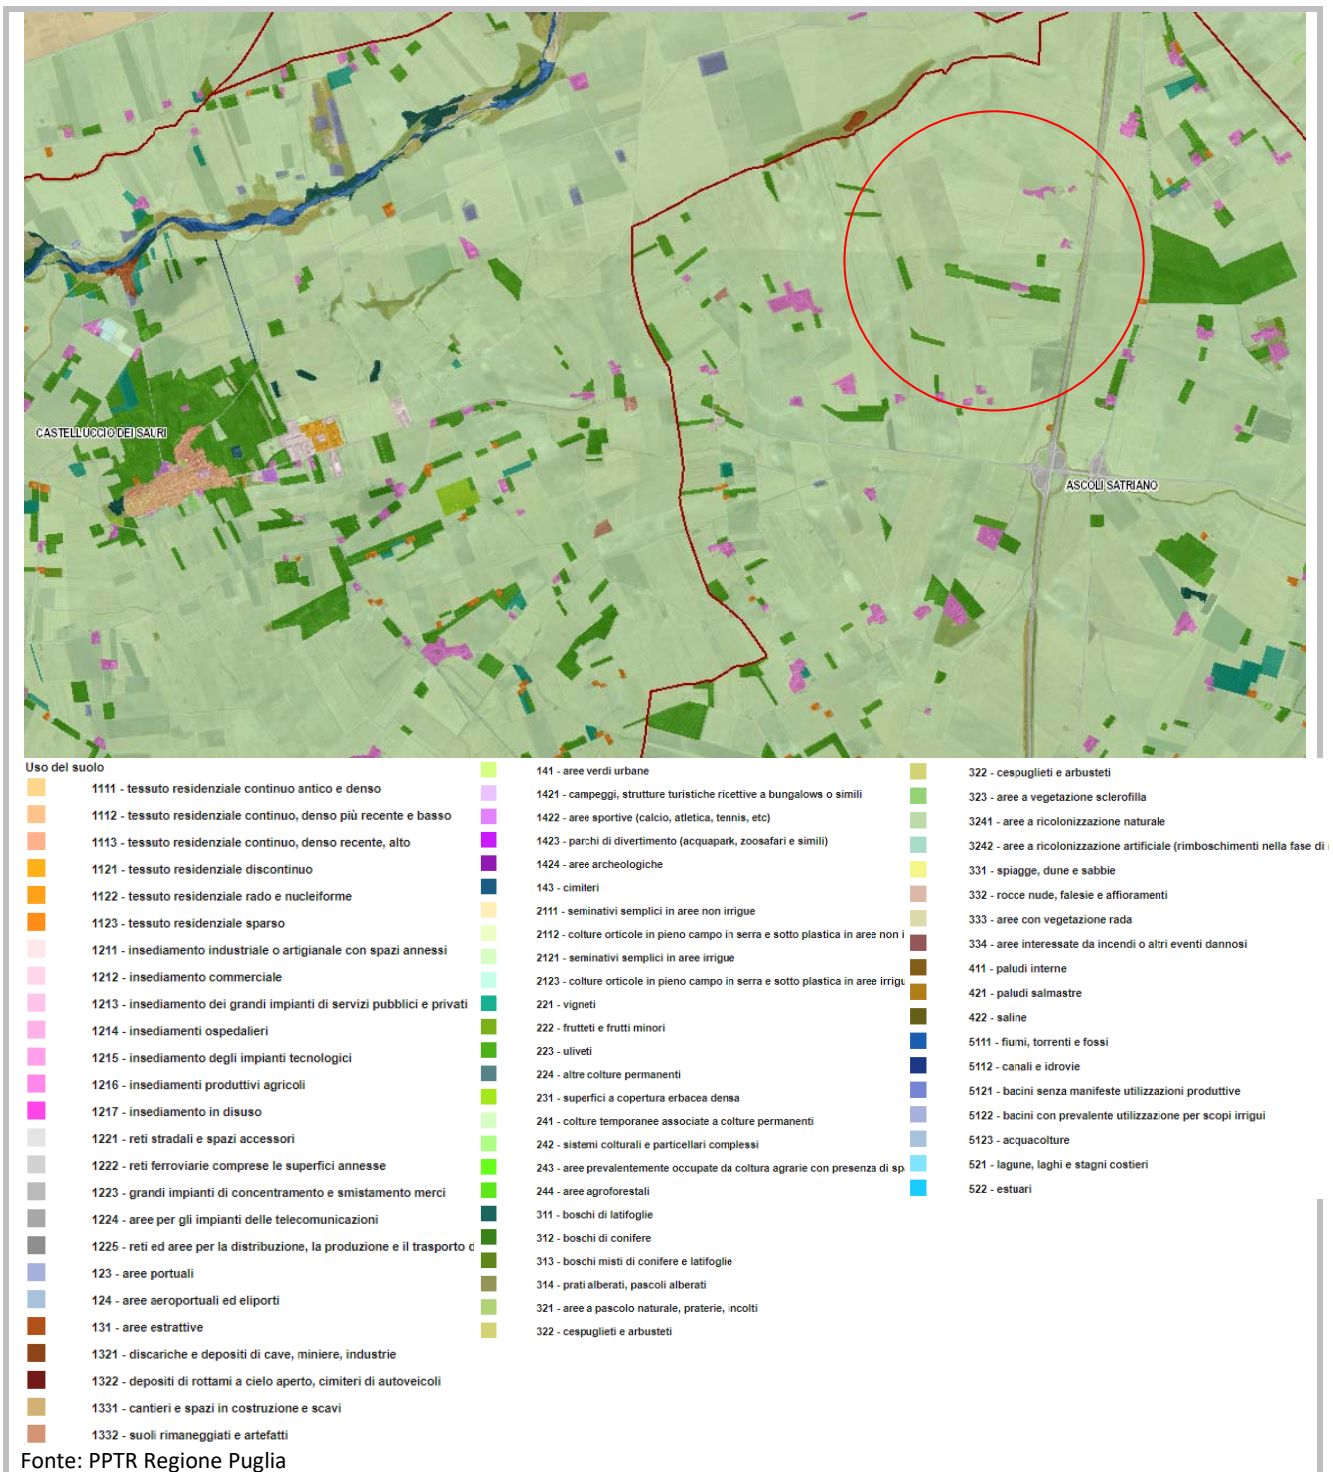 CASTELLUCCIO DEI SAURI
ASCOLI SATRIANO
Uso del suolo
1111 - tessuto residenziale continuo antico e denso
1112 - tessuto residenziale continuo, denso più recente e basso
1113 - tessuto residenziale continuo, denso recente, alto
1121 - tessuto residenziale discontinuo
1122 - tessuto residenziale rado e nucleiforme
1123 - tessuto residenziale sparso
1211 - insediamento industriale o artigianale con spazi annessi
1212 - insediamento commerciale
1213 - insediamento dei grandi impianti di servizi pubblici e privati
1214 - insediamenti ospedalieri
1215 - insediamento degli impianti tecnologici
1216 - insediamenti produttivi agricoli
1217 - insediamento in disuso
1221 - reti stradali e spazi accessori
1222 - reti ferroviarie comprese le superfici annesse
1223 - grandi impianti di concentramento e smistamento merci
1224 - aree per gli impianti delle telecomunicazioni
1225 - reti ed aree per la distribuzione, la produzione e il trasporto d
123 - aree portuali
124 - aree aeroportuali ed eliporti
131 - aree estrattive
1321 - discariche e depositi di cave, miniere, industrie
1322 - depositi di rottami a cielo aperto, cimiteri di autoveicoli
1331 - cantieri e spazi in costruzione e scavi
1332 - suoli rimaneggiati e artefatti
141 - aree verdi urbane
1421 - campeggi, strutture turistiche ricettive a bungalows o simili
1422 - aree sportive (calcio, atletica, tennis, etc)
1423 - parchi di divertimento (acquapark, zoosafari e simili)
1424 - aree archeologiche
143 - cimiteri
2111 - seminativi semplici in aree non irrigue
2112 - colture orticole in pieno campo in serra e sotto plastica in aree non i
2121 - seminativi semplici in aree irrigue
2123 - colture orticole in pieno campo in serra e sotto plastica in aree irrigu
221 - vigneti
222 - frutteti e frutti minori
223 - uliveti
224 - altre colture permanenti
231 - superfici a copertura erbacea densa
241 - colture temporanee associate a colture permanenti
242 - sistemi colturali e particellari complessi
243 - aree prevalentemente occupate da coltura agrarie con presenza di spa
244 - aree agroforestali
311 - boschi di latifoglie
312 - boschi di conifere
313 - boschi misti di conifere e latifoglie
314 - prati alberati, pascoli alberati
321 - aree a pascolo naturale, praterie, incolti
322 - cespuglieti e arbusteti
322 - cespuglieti e arbusteti
323 - aree a vegetazione sclerofilla
3241 - aree a ricolonizzazione naturale
3242 - aree a ricolonizzazione artificiale (rimboschimenti nella fase di
331 - spiagge, dune e sabbie
332 - rocce nude, falesie e affioramenti
333 - aree con vegetazione rada
334 - aree interessate da incendi o altri eventi dannosi
411 - paludi interne
421 - paludi salmastre
422 - saline
5111 - fiumi, torrenti e fossi
5112 - canali e idrovie
5121 - bacini senza manifeste utilizzazioni produttive
5122 - bacini con prevalente utilizzazione per scopi irrigui
5123 - acquacolture
521 - lagune, laghi e stagni costieri
522 - estuari
Fonte: PPTR Regione Puglia